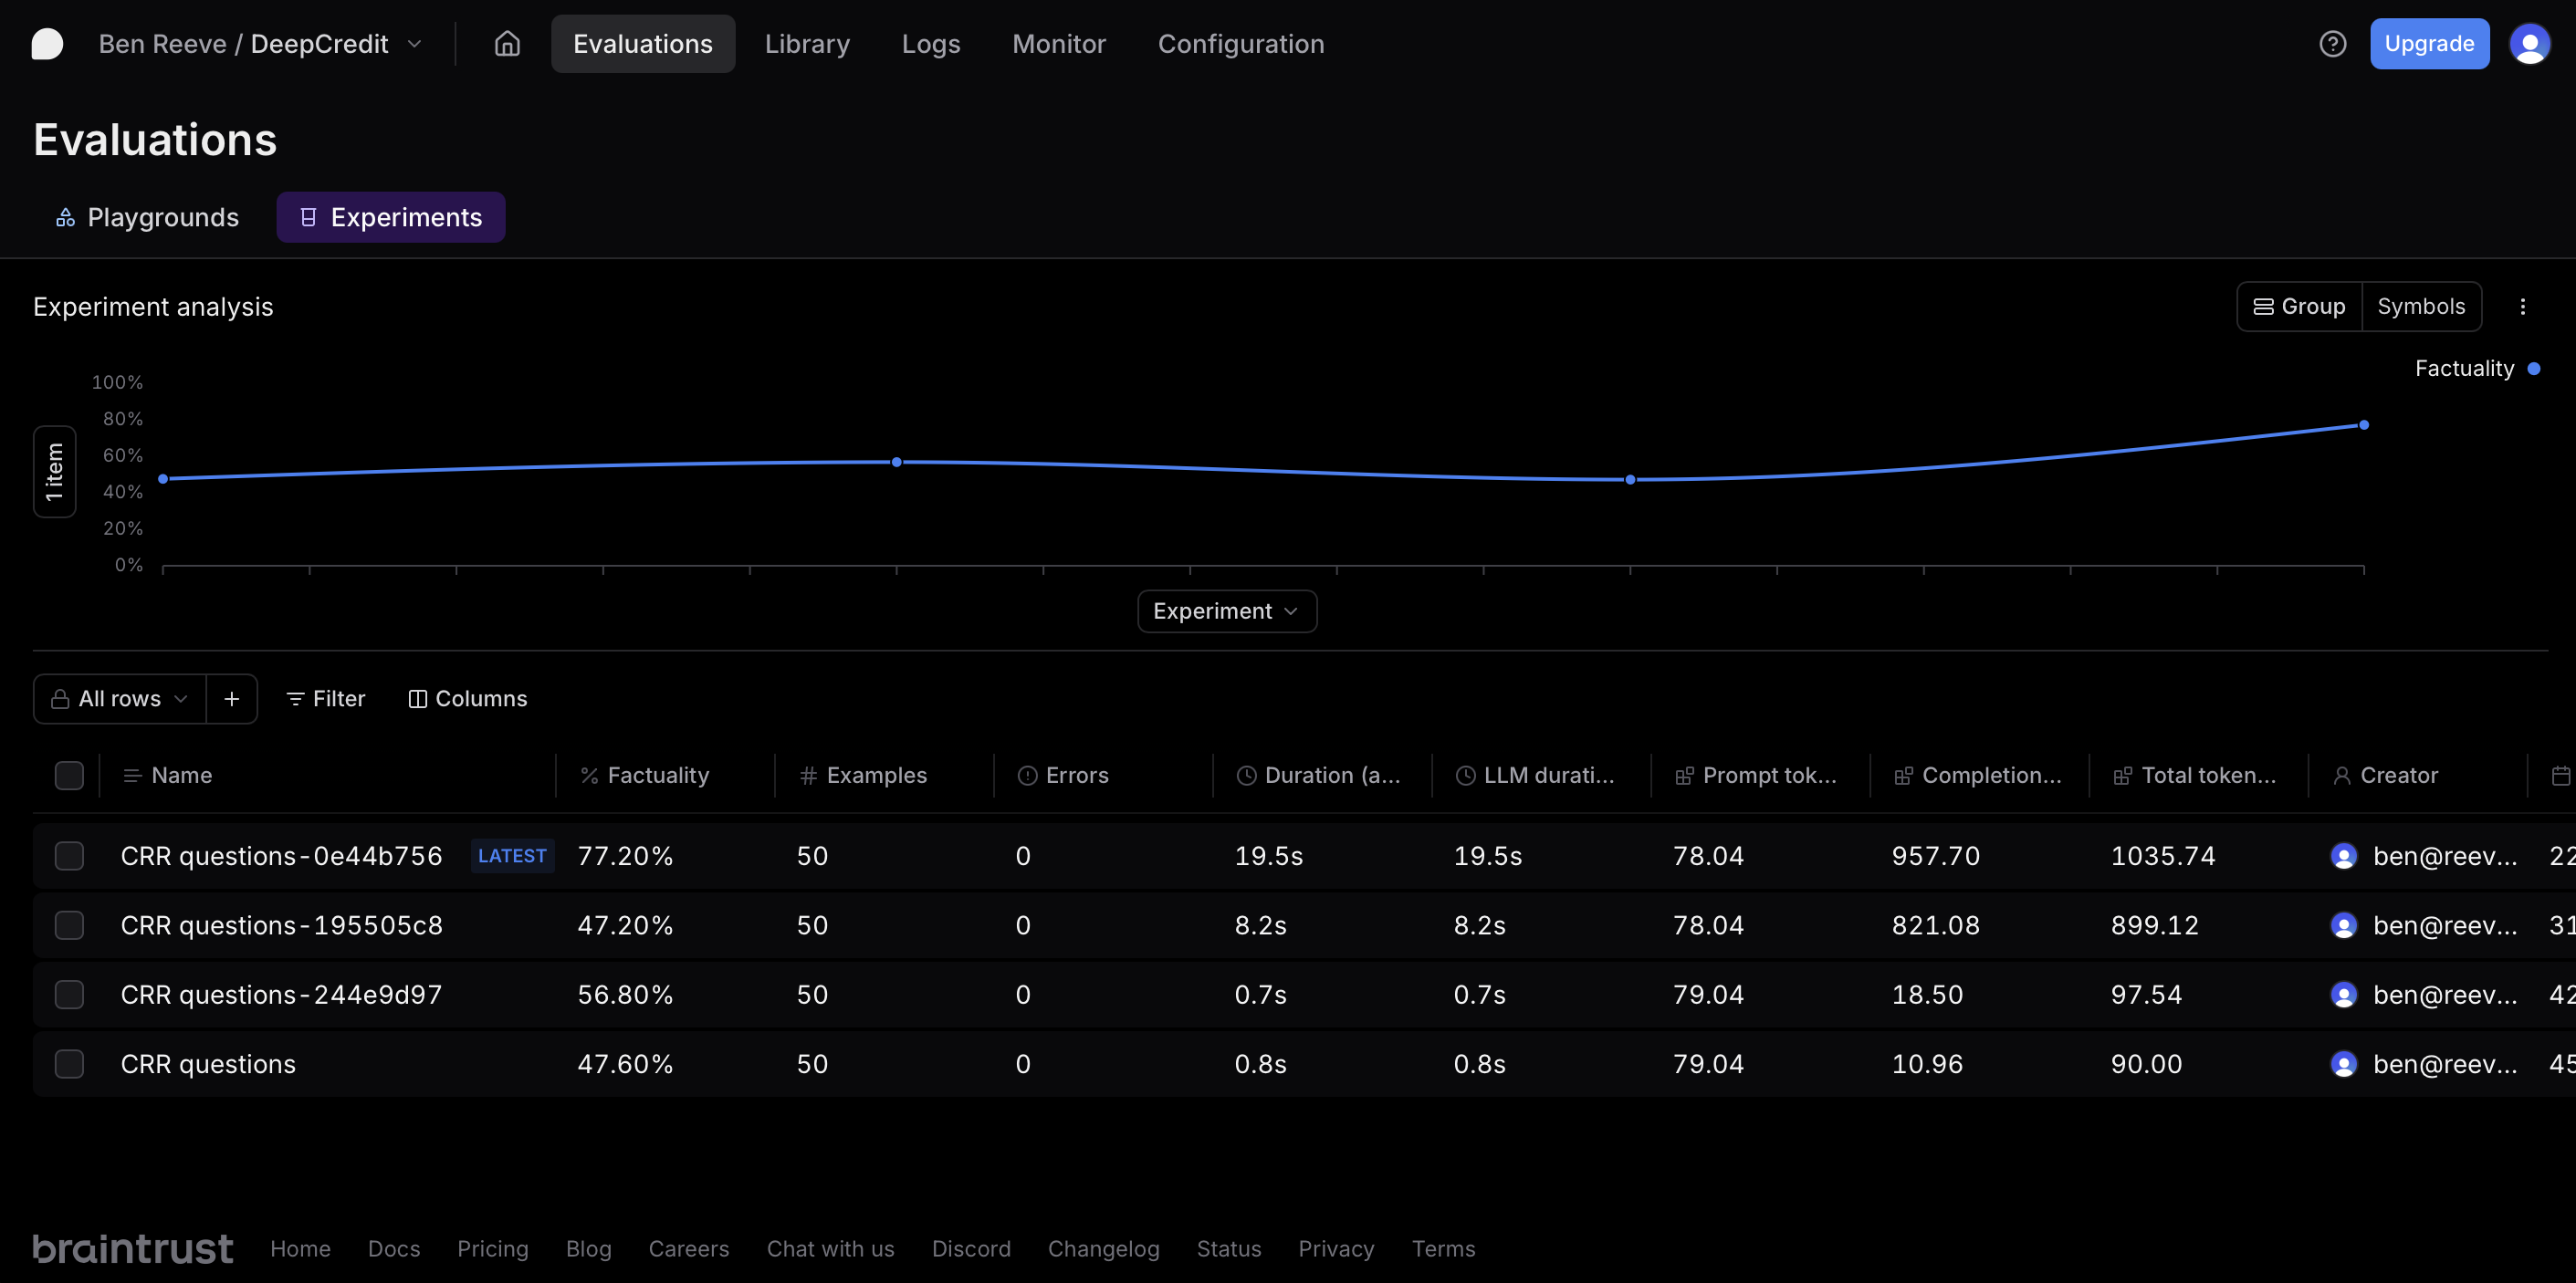 Ben Reeve / DeepCredit Evaluations Library Logs Monitor Configuration Upgrade
Evaluations
Playgrounds Experiments
Experiment analysis Group Symbols
Factuality
100%
80%
60%
40%
20%
0%
1 item
Experiment
All rows + Filter Columns
Name Factuality Examples Errors Duration (a... LLM durati... Prompt tok... Completion... Total token... Creator
CRR questions-0e44b756 LATEST 77.20% 50 0 19.5s 19.5s 78.04 957.70 1035.74 ben@reev... 22
CRR questions-195505c8 47.20% 50 0 8.2s 8.2s 78.04 821.08 899.12 ben@reev... 31
CRR questions-244e9d97 56.80% 50 0 0.7s 0.7s 79.04 18.50 97.54 ben@reev... 42
CRR questions 47.60% 50 0 0.8s 0.8s 79.04 10.96 90.00 ben@reev... 45
braintrust Home Docs Pricing Blog Careers Chat with us Discord Changelog Status Privacy Terms